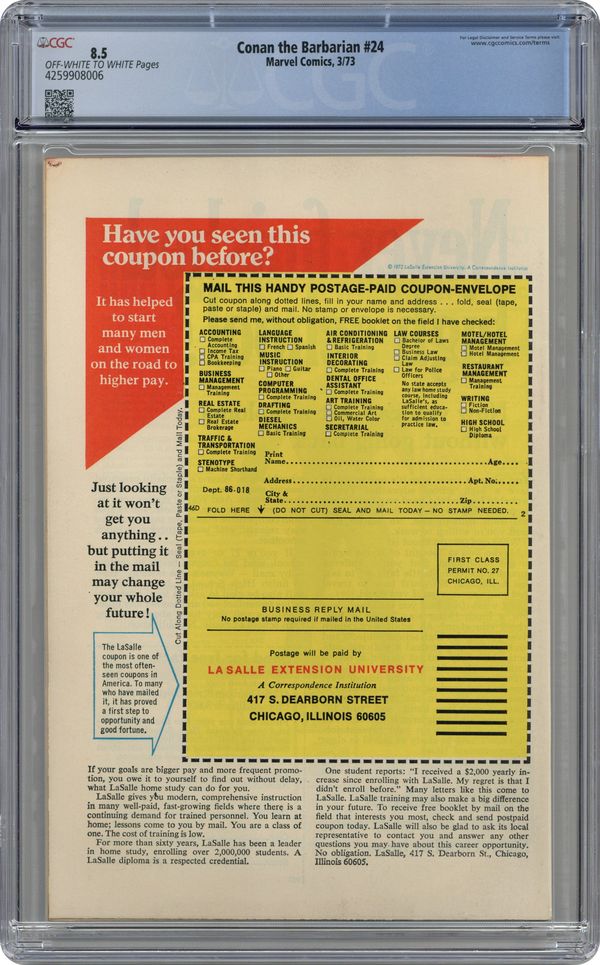 CGC
8.5
OFF-WHITE TO WHITE Pages
4259908006
Conan the Barbarian #24
Marvel Comics, 3/73
For Legal Disclaimer and Service Terms please visit
www.cgccomics.com/terms
CGC
Have you seen this
coupon before?
© 1972 LaSalle Extension University, A Correspondence Institution
It has helped
to start
many men
and women
on the road to
higher pay.
Just looking
at it won't
get you
anything . .
but putting it
in the mail
may change
your whole
future!
The LaSalle
coupon is one of
the most often-
seen coupons in
America. To many
who have mailed
it, it has proved
a first step to
opportunity and
good fortune.
Cut Along Dotted Line — Seal (Tape, Paste or Staple) and Mail Today.
MAIL THIS HANDY POSTAGE-PAID COUPON-ENVELOPE
Cut coupon along dotted lines, fill in your name and address . . . fold, seal (tape,
paste or staple) and mail. No stamp or envelope is necessary.
Please send me, without obligation, FREE booklet on the field I have checked:
ACCOUNTING
Complete
Accounting
Income Tax
CPA Training
Bookkeeping
BUSINESS
MANAGEMENT
Management
Training
REAL ESTATE
Complete Real
Estate
Real Estate
Brokerage
TRAFFIC &
TRANSPORTATION
Complete Training
STENOTYPE
Machine Shorthand
LANGUAGE
INSTRUCTION
French Spanish
MUSIC
INSTRUCTION
Piano Guitar
Other
COMPUTER
PROGRAMMING
Complete Training
DRAFTING
Complete Training
DIESEL
MECHANICS
Basic Training
AIR CONDITIONING
& REFRIGERATION
Basic Training
INTERIOR
DECORATING
Complete Training
DENTAL OFFICE
ASSISTANT
Complete Training
ART TRAINING
Complete Training
Commercial Art
Oil, Water Color
SECRETARIAL
Complete Training
LAW COURSES
Bachelor of Laws
Degree
Business Law
Claim Adjusting
Law
Law for Police
Officers
No state accepts
any law home study
course, including
LaSalle's, as
sufficient educa-
tion to qualify
for admission to
practice law.
MOTEL/HOTEL
MANAGEMENT
Motel Management
Hotel Management
RESTAURANT
MANAGEMENT
Management
Training
WRITING
Fiction
Non-Fiction
HIGH SCHOOL
High School
Diploma
Print
Name Age
Address Apt. No.
Dept. 86-018
City &
State Zip
46D FOLD HERE (DO NOT CUT) SEAL AND MAIL TODAY — NO STAMP NEEDED. 2
FIRST CLASS
PERMIT NO. 27
CHICAGO, ILL.
BUSINESS REPLY MAIL
No postage stamp required if mailed in the United States
Postage will be paid by
LA SALLE EXTENSION UNIVERSITY
A Correspondence Institution
417 S. DEARBORN STREET
CHICAGO, ILLINOIS 60605
If your goals are bigger pay and more frequent promo-
tion, you owe it to yourself to find out without delay,
what LaSalle home study can do for you.
LaSalle gives you modern, comprehensive instruction
in many well-paid, fast-growing fields where there is a
continuing demand for trained personnel. You learn at
home; lessons come to you by mail. You are a class of
one. The cost of training is low.
For more than sixty years, LaSalle has been a leader
in home study, enrolling over 2,000,000 students. A
LaSalle diploma is a respected credential.
One student reports: "I received a $2,000 yearly in-
crease since enrolling with LaSalle. My regret is that I
didn't enroll before." Many letters like this come to
LaSalle. LaSalle training may also make a big difference
in your future. To receive free booklet by mail on the
field that interests you most, check and send postpaid
coupon today. LaSalle will also be glad to ask its local
representative to contact you and answer any other
questions you may have about this career opportunity.
No obligation. LaSalle, 417 S. Dearborn St., Chicago,
Illinois 60605.